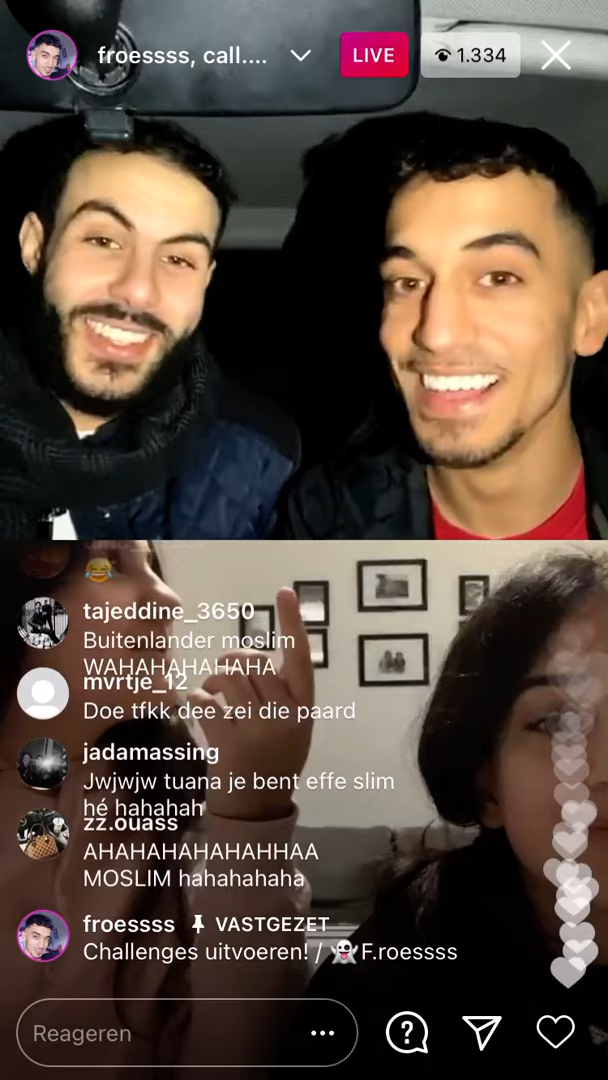 froessss, call....
LIVE
1.334
tajeddine_3650
Buitenlander moslim
WAHAHAHAHAHA
mvrtje_12
Doe tfkk dee zei die paard
jadamassing
Jwjwjw tuana je bent effe slim
hé hahahah
zz.ouass
AHAHAHAHAHAHHAA
MOSLIM hahahahaha
froessss 📌 VASTGEZET
Challenges uitvoeren! / 👻F.roessss
Reageren